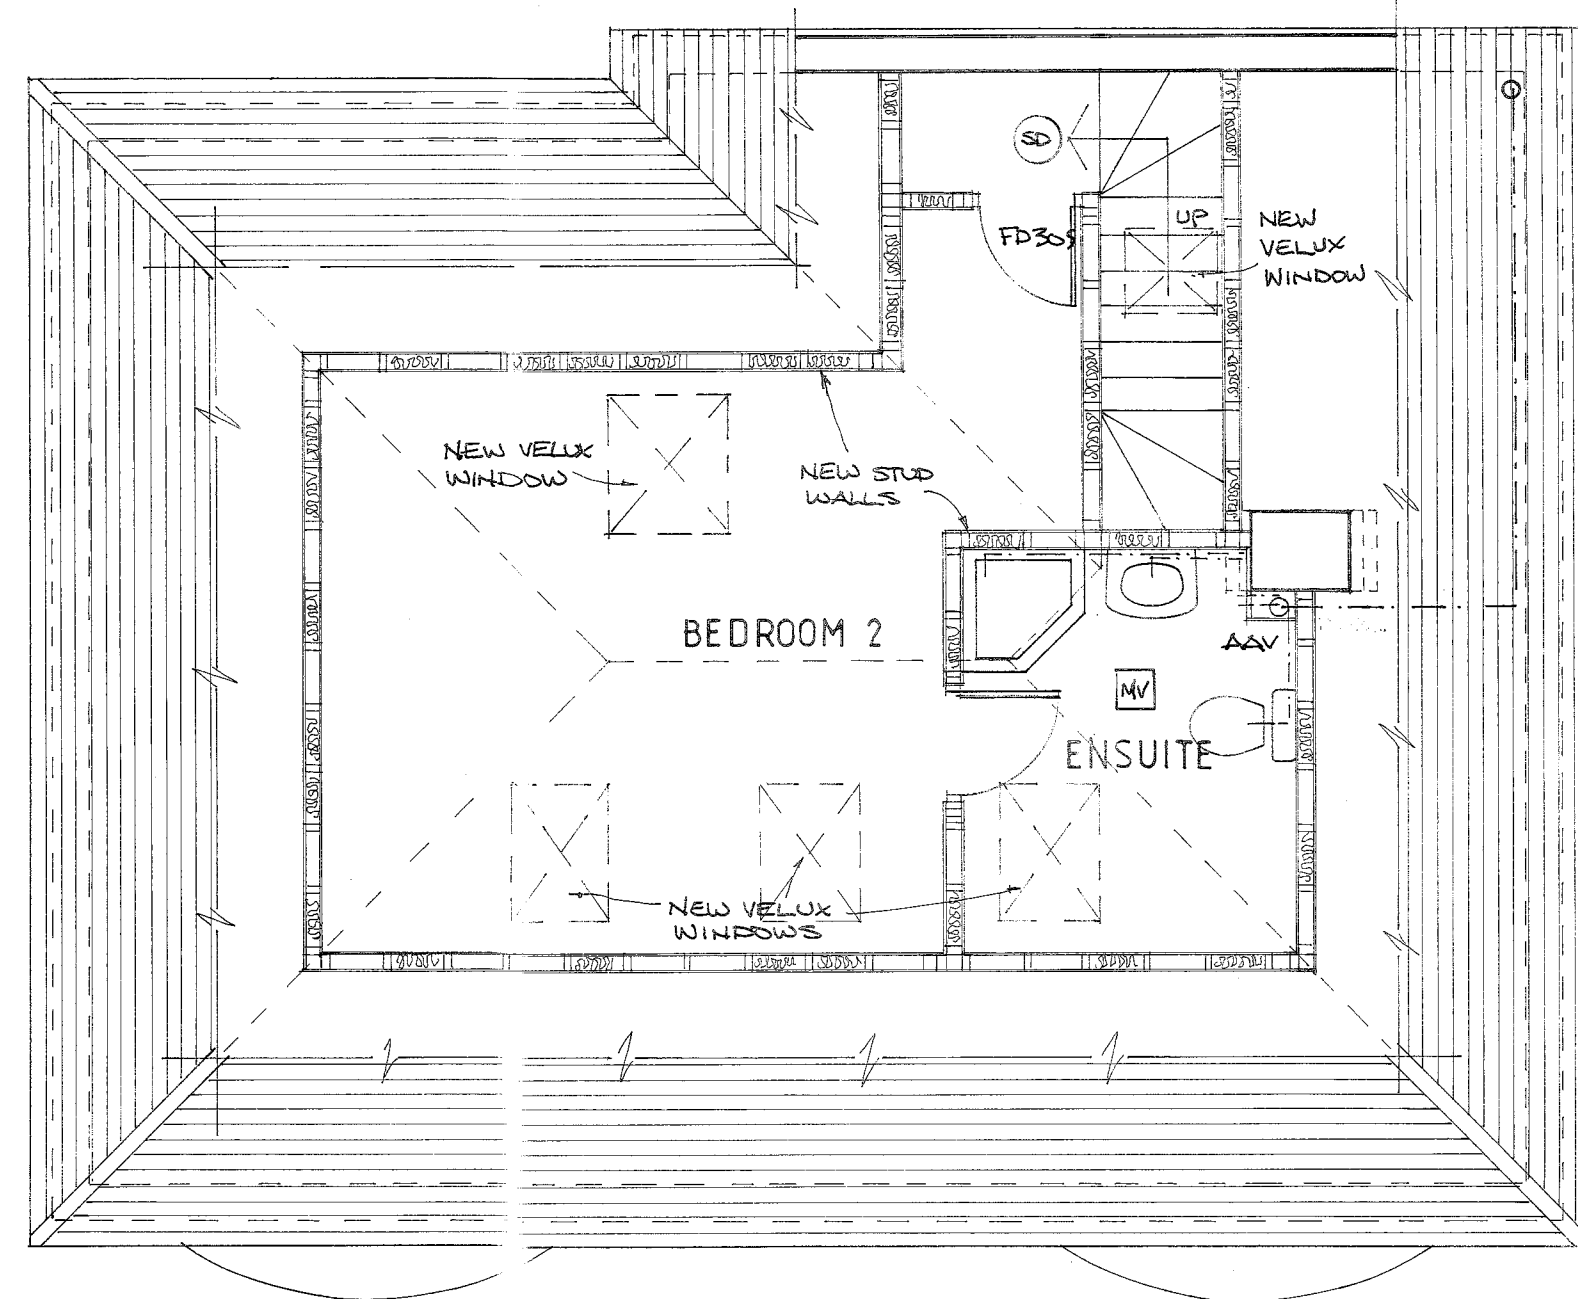 SD
UP
FD30s
NEW
VELUX
WINDOW
NEW VELUX
WINDOW
NEW STUD
WALLS
BEDROOM 2
AAV
MV
ENSUITE
NEW VELUX
WINDOWS